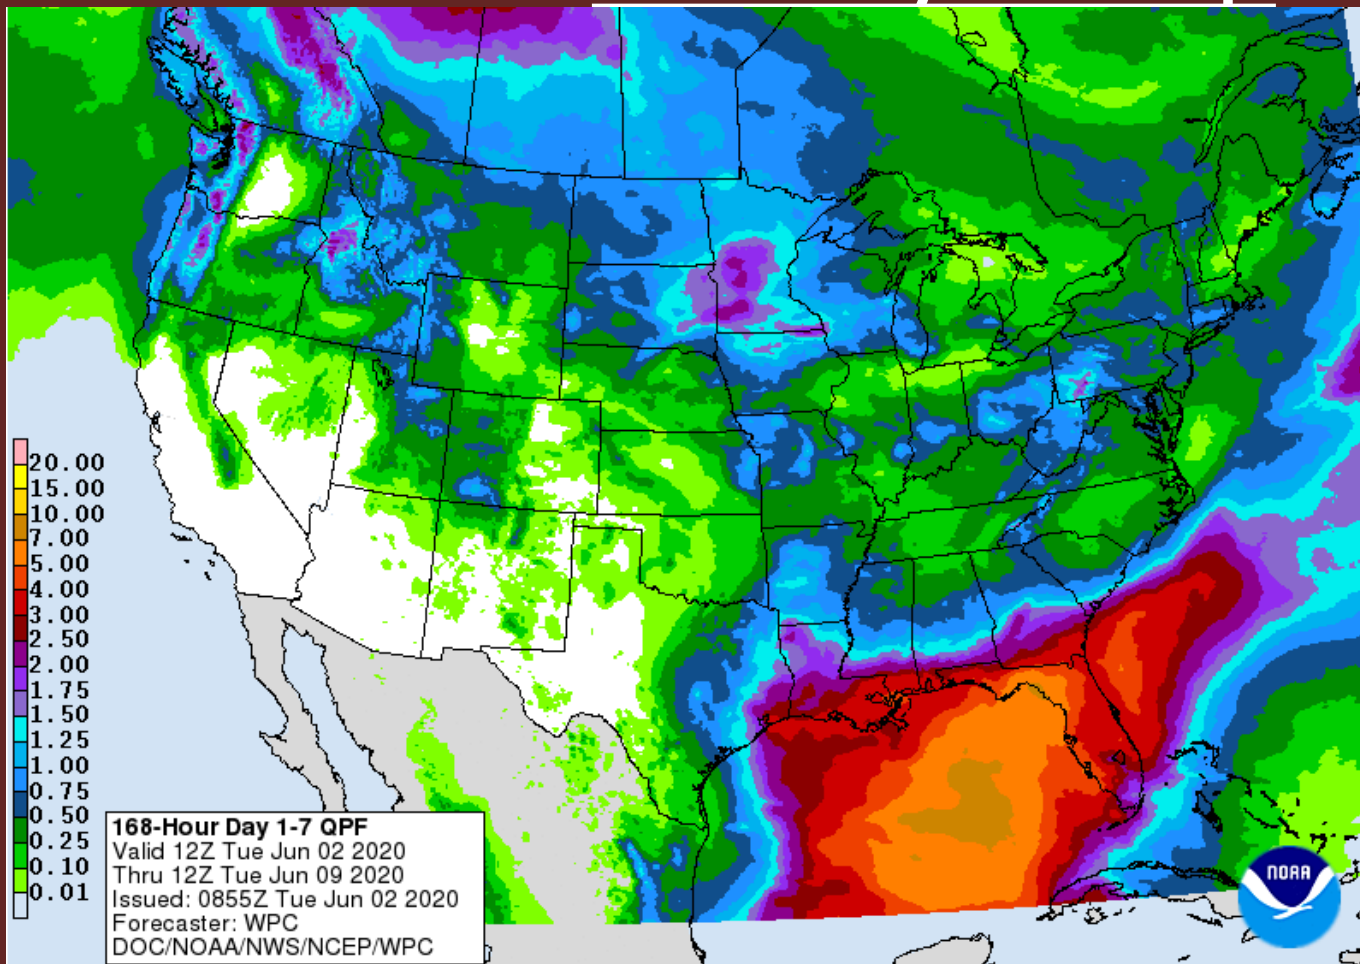 20.00
15.00
10.00
7.00
5.00
4.00
3.00
2.50
2.00
1.75
1.50
1.25
1.00
0.75
0.50
0.25
0.10
0.01
168-Hour Day 1-7 QPF
Valid 12Z Tue Jun 02 2020
Thru 12Z Tue Jun 09 2020
Issued: 0855Z Tue Jun 02 2020
Forecaster: WPC
DOC/NOAA/NWS/NCEP/WPC
NOAA